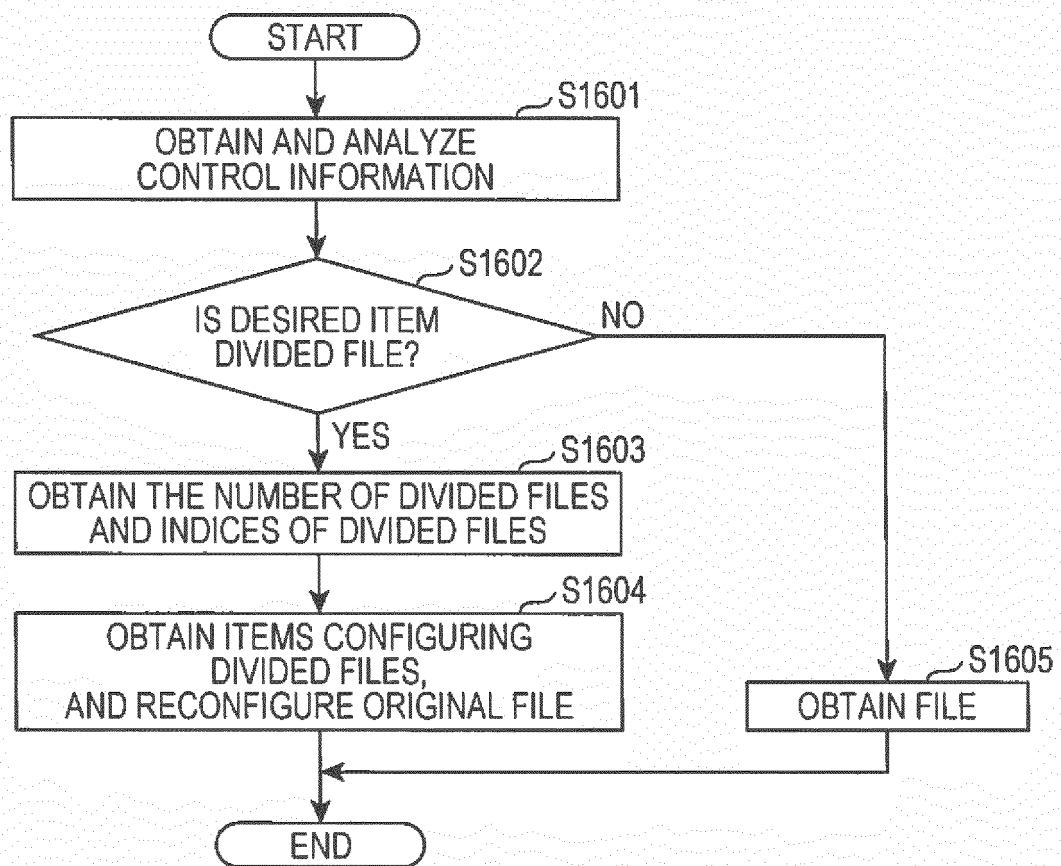 START
S1601
OBTAIN AND ANALYZE
CONTROL INFORMATION
S1602
IS DESIRED ITEM
DIVIDED FILE?
NO
YES
S1603
OBTAIN THE NUMBER OF DIVIDED FILES
AND INDICES OF DIVIDED FILES
S1604
OBTAIN ITEMS CONFIGURING
DIVIDED FILES,
AND RECONFIGURE ORIGINAL FILE
S1605
OBTAIN FILE
END